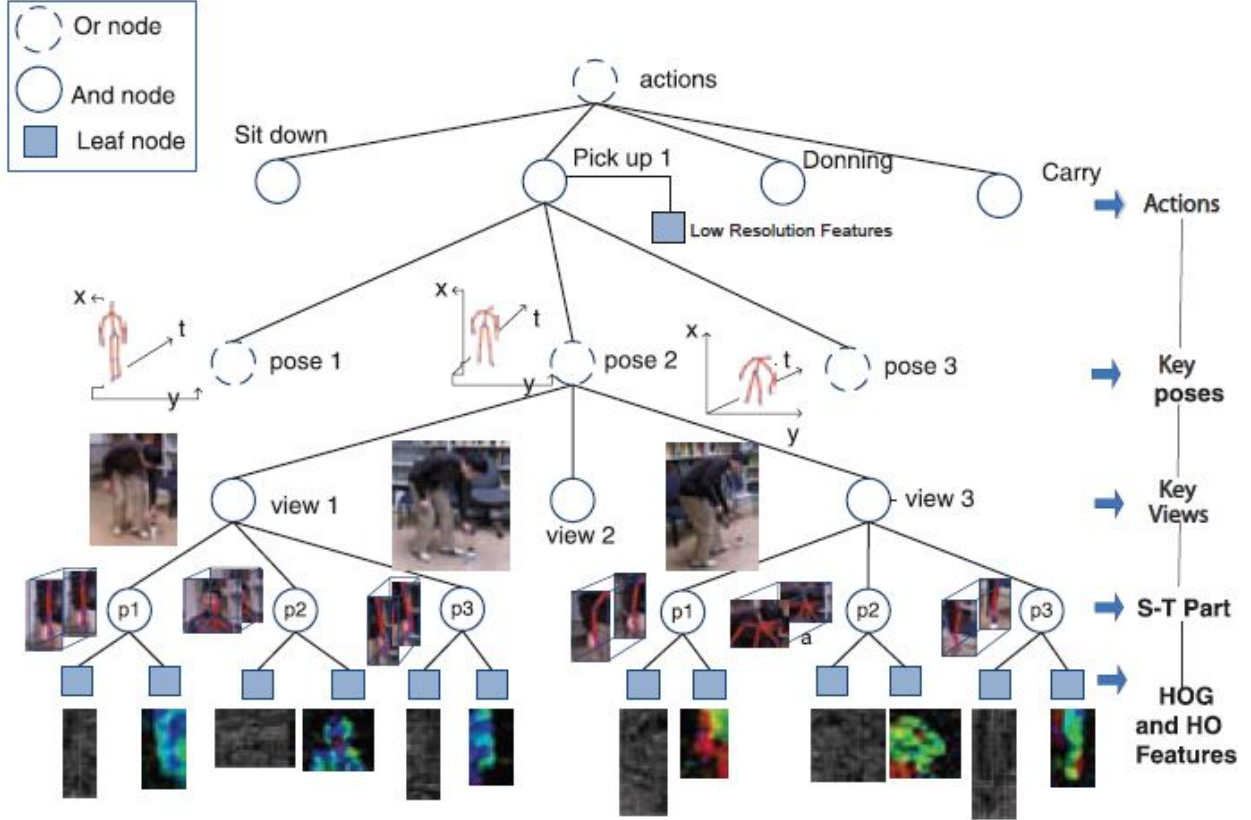 Or node
And node
Leaf node
actions
Sit down
Pick up 1
Donning
Carry
Actions
Low Resolution Features
x
t
y
pose 1
x
t
y
pose 2
x
t
y
pose 3
Key
poses
view 1
view 2
view 3
Key
Views
p1
p2
p3
p1
a
p2
p3
S-T Part
HOG
and HO
Features